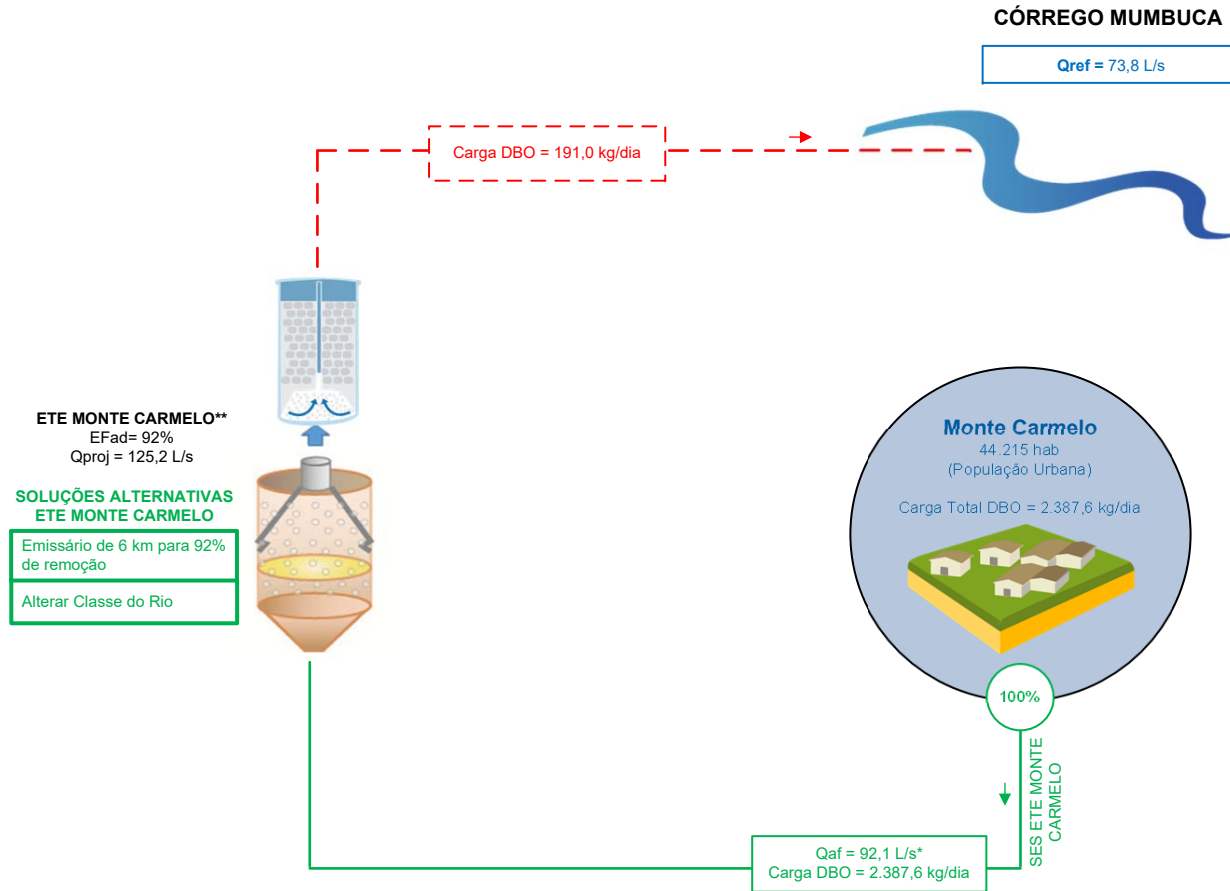 CÓRREGO MUMBUCA
Qref = 73,8 L/s
Carga DBO = 191,0 kg/dia
ETE MONTE CARMELO**
EFad= 92%
Qproj = 125,2 L/s
SOLUÇÕES ALTERNATIVAS
ETE MONTE CARMELO
Emissário de 6 km para 92%
de remoção
Alterar Classe do Rio
Monte Carmelo
44.215 hab
(População Urbana)
Carga Total DBO = 2.387,6 kg/dia
100%
SES ETE MONTE
CARMELO
Qaf = 92,1 L/s*
Carga DBO = 2.387,6 kg/dia